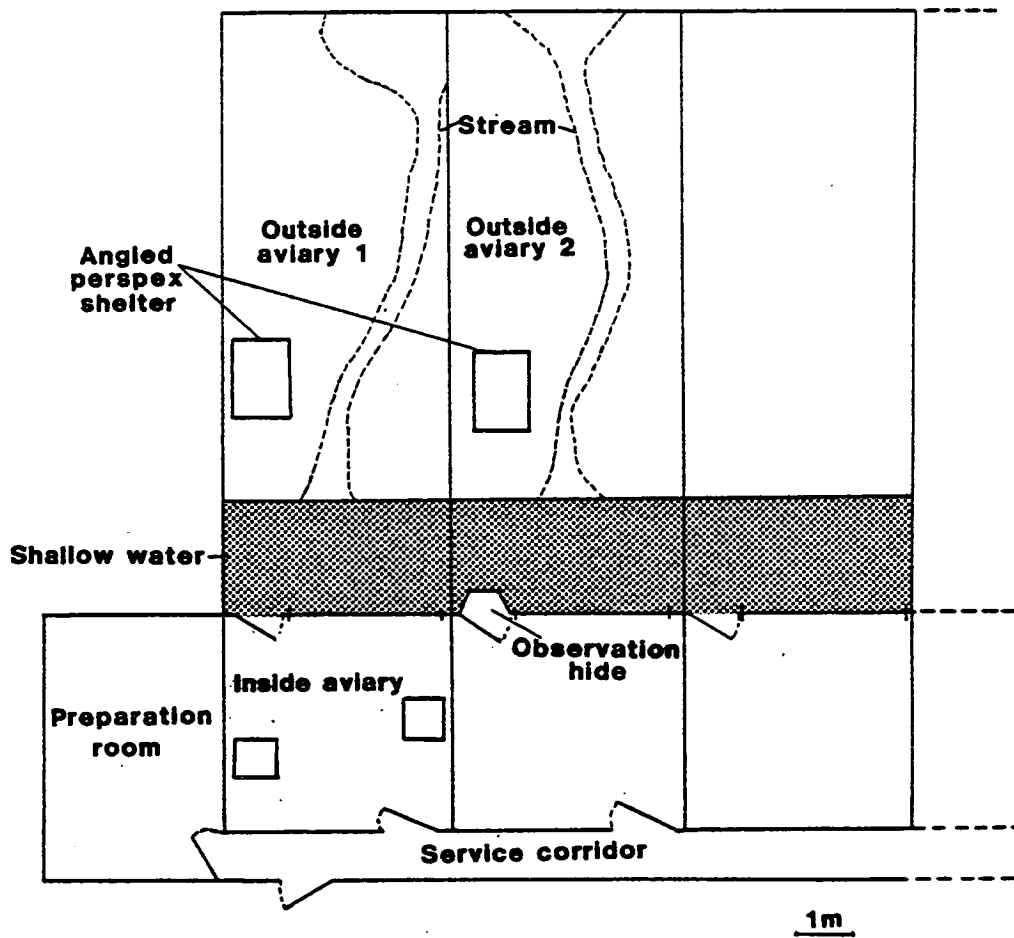 Stream
Outside
aviary 1
Outside
aviary 2
Angled
perspex
shelter
Shallow water
Observation
hide
Inside aviary
Preparation
room
Service corridor
1m